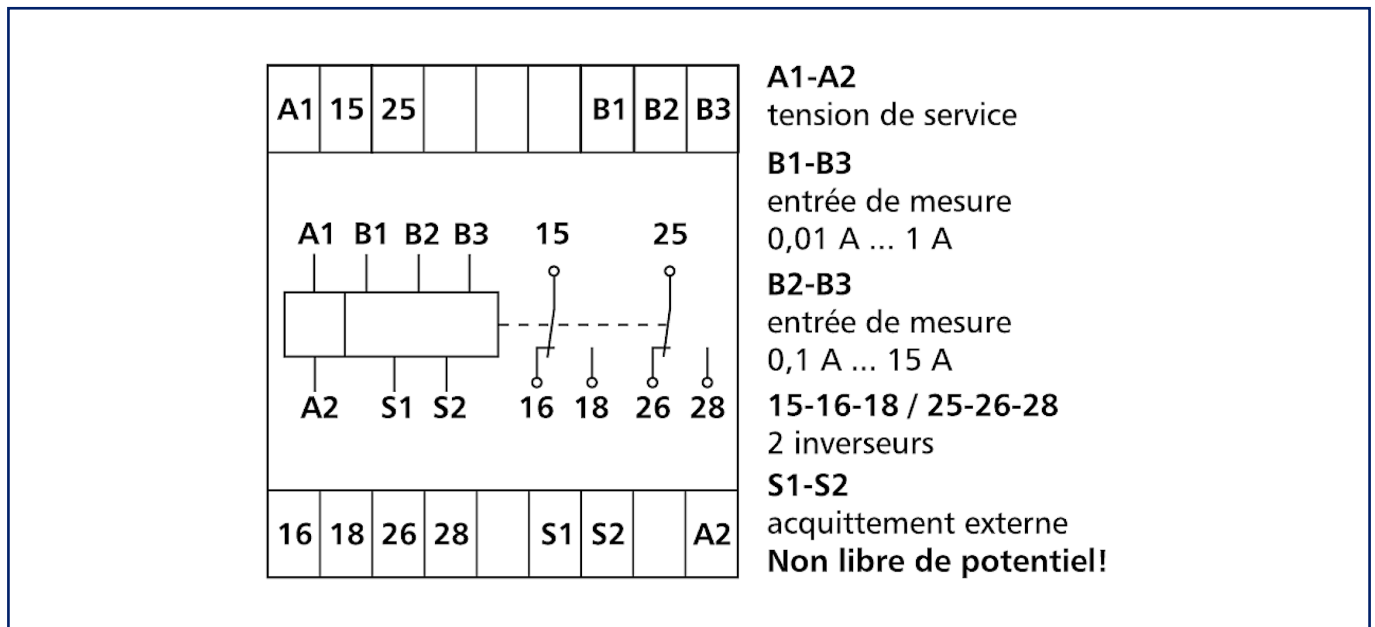 A1 15 25 B1 B2 B3
A1 B1 B2 B3 15 25
A2 S1 S2 16 18 26 28
16 18 26 28 S1 S2 A2
A1-A2
tension de service
B1-B3
entrée de mesure
0,01 A ... 1 A
B2-B3
entrée de mesure
0,1 A ... 15 A
15-16-18 / 25-26-28
2 inverseurs
S1-S2
acquittement externe
Non libre de potentiel!